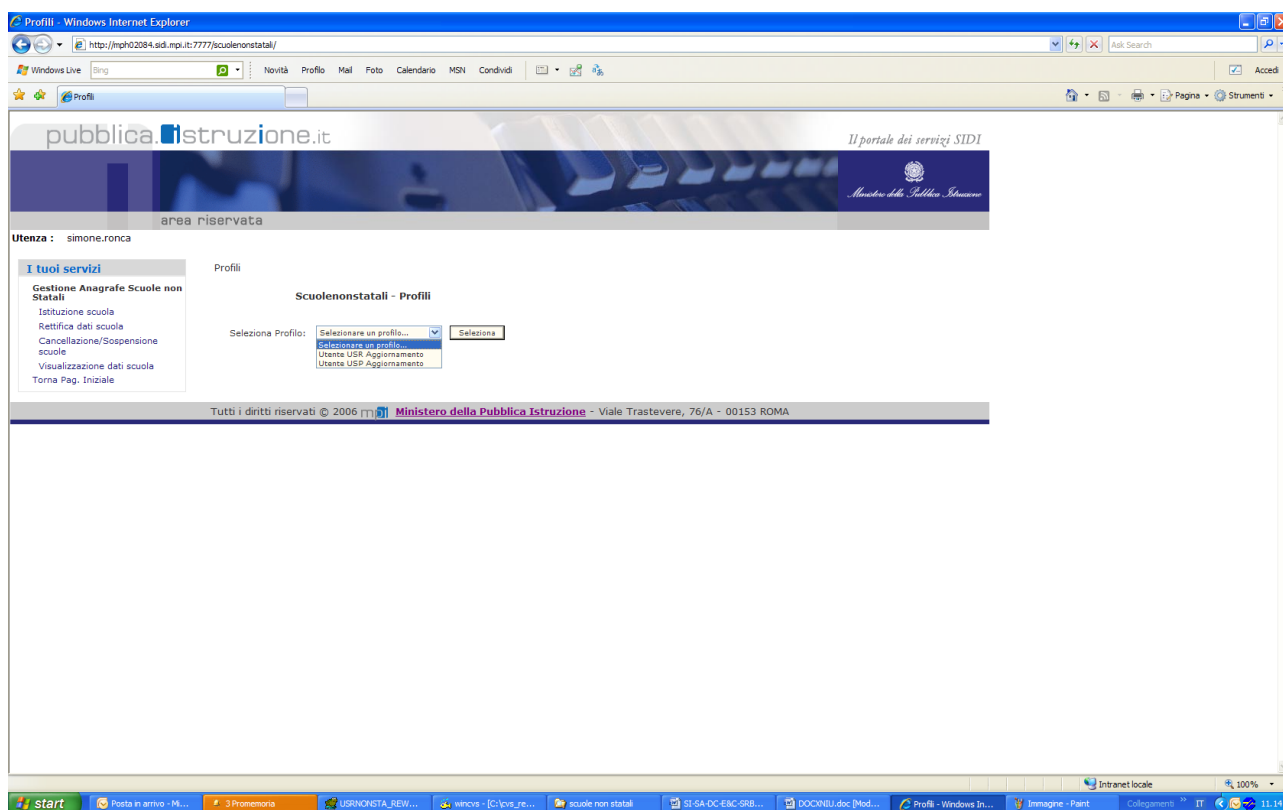 Profili - Windows Internet Explorer
http://mph02084.sidi.mpi.it:7777/scuolenonstatali/
Ask Search
Windows Live Bing Novità Profilo Mail Foto Calendario MSN Condividi Accedi
Profili Pagina Strumenti
pubblica.istruzione.it
Il portale dei servizi SIDI
Ministero della Pubblica Istruzione
area riservata
Utenza : simone.ronca
I tuoi servizi
Gestione Anagrafe Scuole non
Statali
Istituzione scuola
Rettifica dati scuola
Cancellazione/Sospensione
scuole
Visualizzazione dati scuola
Torna Pag. Iniziale
Profili
Scuolenonstatali - Profili
Seleziona Profilo: Selezionare un profilo... Seleziona
Selezionare un profilo...
Utente USR Aggiornamento
Utente USP Aggiornamento
Tutti i diritti riservati © 2006 mpi Ministero della Pubblica Istruzione - Viale Trastevere, 76/A - 00153 ROMA
Intranet locale 100%
start Posta in arrivo - Mi... 3 Promemoria USRNONSTA_REW... wincvs - [C:\cvs_re... scuole non statali SI-SA-DC-E&C-SRB... DOCXNIU.doc [Mod... Profili - Windows In... Immagine - Paint Collegamenti IT 11.14